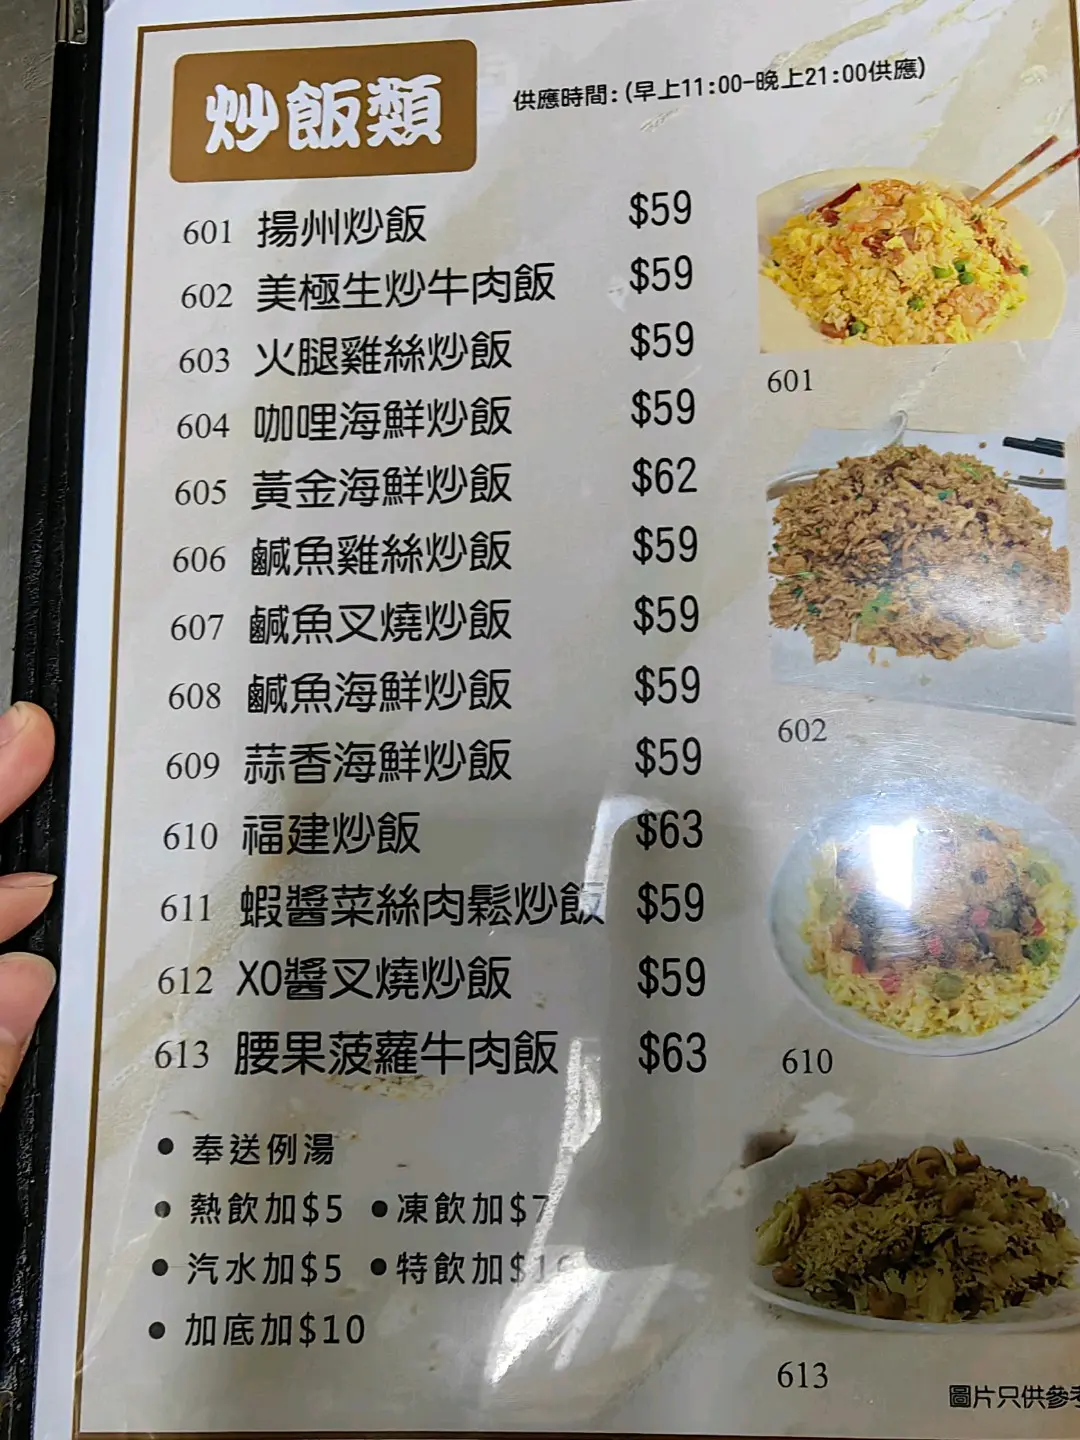 炒飯類
供應時間:(早上11:00-晚上21:00供應)
601 揚州炒飯 $59
602 美極生炒牛肉飯 $59
603 火腿雞絲炒飯 $59
604 咖哩海鮮炒飯 $59
605 黃金海鮮炒飯 $62
606 鹹魚雞絲炒飯 $59
607 鹹魚叉燒炒飯 $59
608 鹹魚海鮮炒飯 $59
609 蒜香海鮮炒飯 $59
610 福建炒飯 $63
611 蝦醬菜絲肉鬆炒飯 $59
612 XO醬叉燒炒飯 $59
613 腰果菠蘿牛肉飯 $63
• 奉送例湯
• 熱飲加$5 • 凍飲加$7
• 汽水加$5 • 特飲加
• 加底加$10
601
602
610
613
圖片只供參考